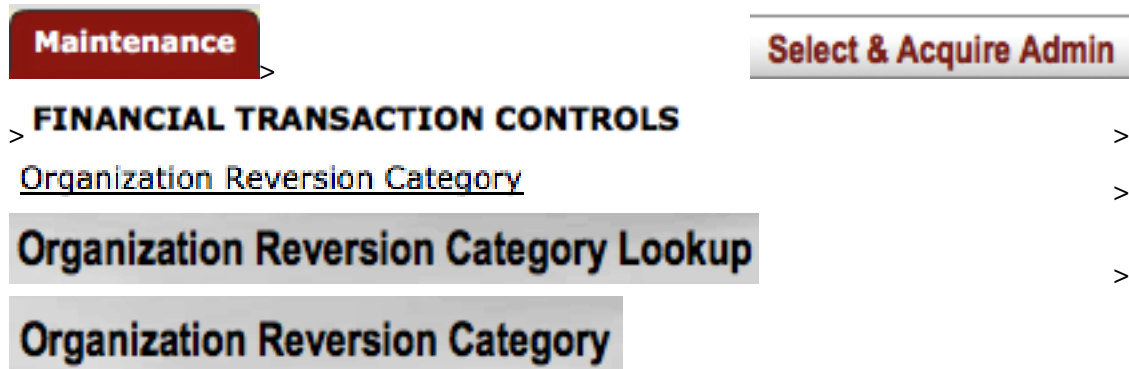 Maintenance > Select & Acquire Admin
> FINANCIAL TRANSACTION CONTROLS >
Organization Reversion Category >
Organization Reversion Category Lookup >
Organization Reversion Category